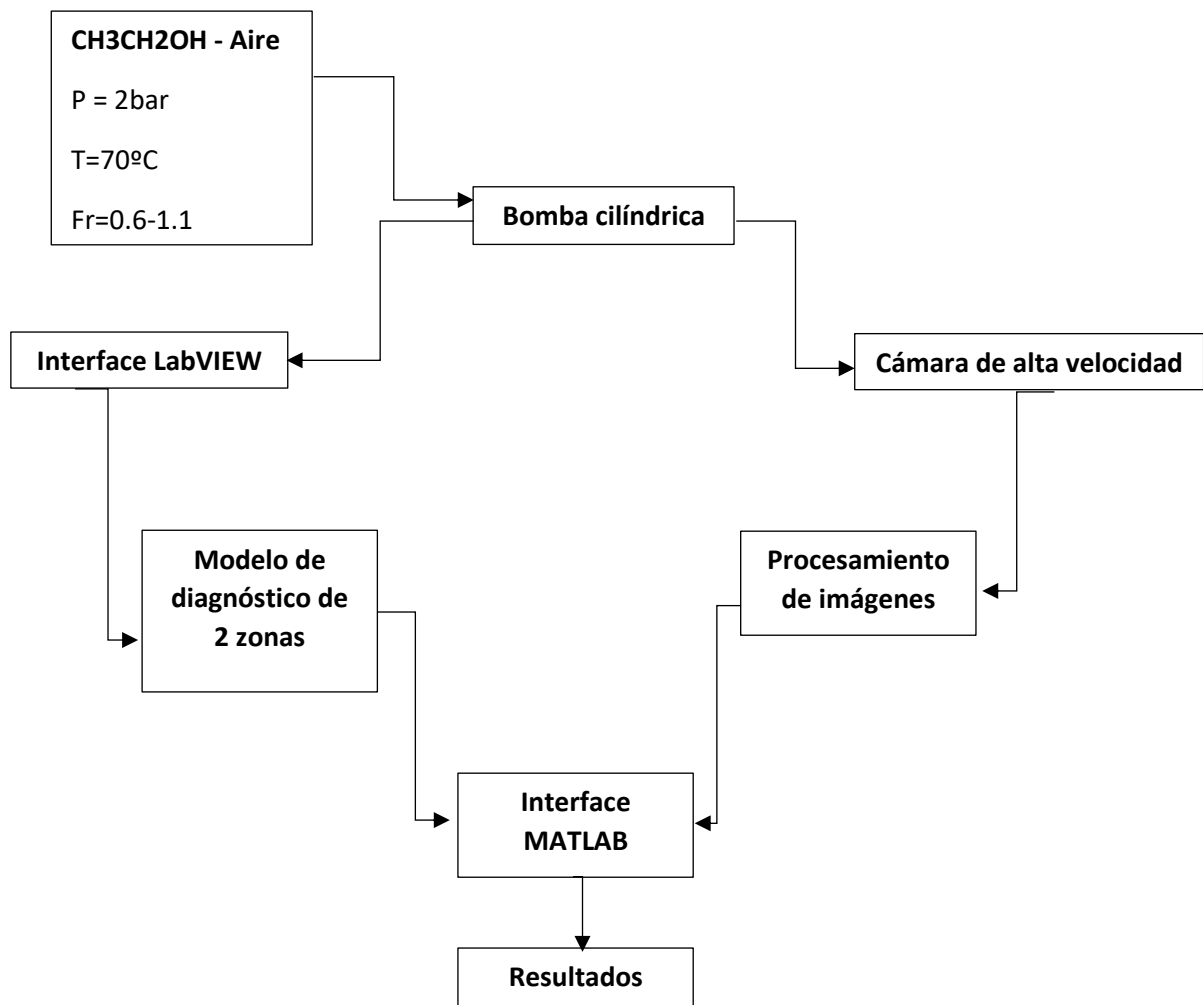 CH3CH2OH - Aire
P = 2bar
T=70ºC
Fr=0.6-1.1
Bomba cilíndrica
Interface LabVIEW
Cámara de alta velocidad
Modelo de
diagnóstico de
2 zonas
Procesamiento
de imágenes
Interface
MATLAB
Resultados